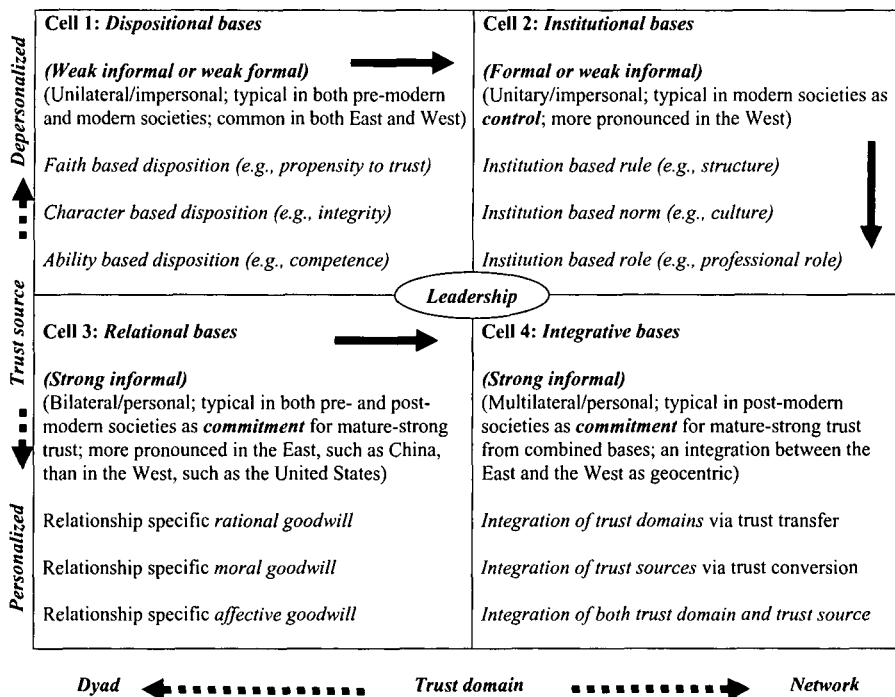 Cell 1: Dispositional bases
(Weak informal or weak formal)
(Unilateral/impersonal; typical in both pre-modern
and modern societies; common in both East and West)
Faith based disposition (e.g., propensity to trust)
Character based disposition (e.g., integrity)
Ability based disposition (e.g., competence)
Cell 2: Institutional bases
(Formal or weak informal)
(Unitary/impersonal; typical in modern societies as
control; more pronounced in the West)
Institution based rule (e.g., structure)
Institution based norm (e.g., culture)
Institution based role (e.g., professional role)
Leadership
Cell 3: Relational bases
(Strong informal)
(Bilateral/personal; typical in both pre- and post-
modern societies as commitment for mature-strong
trust; more pronounced in the East, such as China,
than in the West, such as the United States)
Relationship specific rational goodwill
Relationship specific moral goodwill
Relationship specific affective goodwill
Cell 4: Integrative bases
(Strong informal)
(Multilateral/personal; typical in post-modern
societies as commitment for mature-strong trust
from combined bases; an integration between the
East and the West as geocentric)
Integration of trust domains via trust transfer
Integration of trust sources via trust conversion
Integration of both trust domain and trust source
Depersonalized
Trust source
Personalized
Dyad Trust domain Network